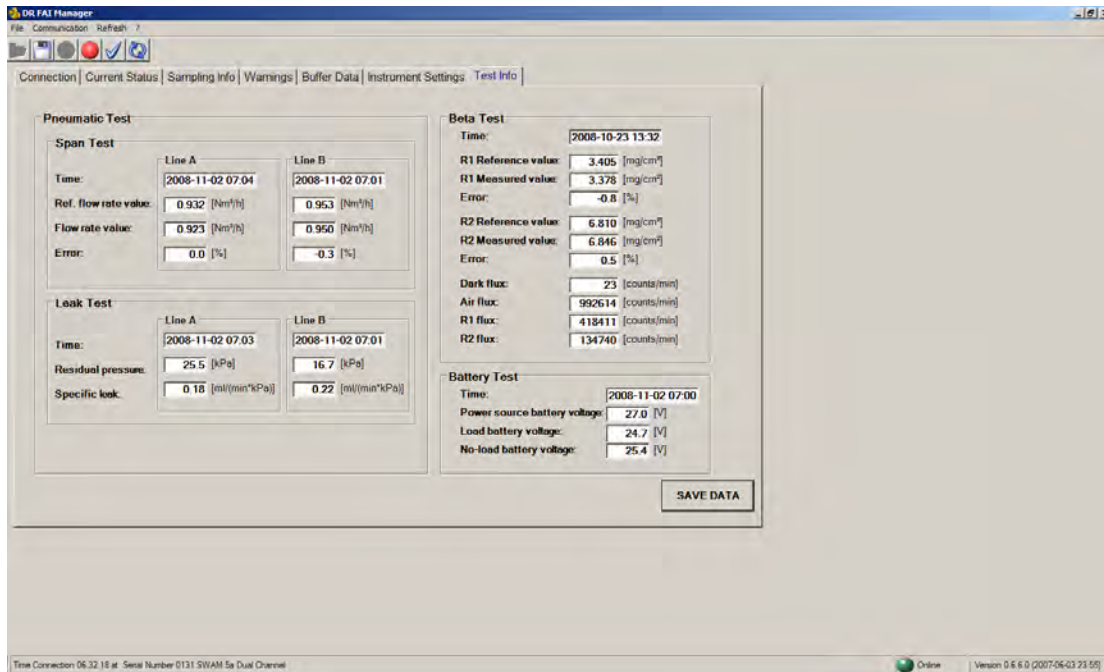 DR FAI Manager
File Communication Refresh ?
Connection Current Status Sampling Info Warnings Buffer Data Instrument Settings Test Info
Pneumatic Test
Span Test
Line A Line B
Time: 2008-11-02 07:04 2008-11-02 07:01
Ref. flow rate value: 0.932 [Nm³/h] 0.953 [Nm³/h]
Flow rate value: 0.923 [Nm³/h] 0.950 [Nm³/h]
Error: 0.0 [%] -0.3 [%]
Leak Test
Line A Line B
Time: 2008-11-02 07:03 2008-11-02 07:01
Residual pressure: 25.5 [kPa] 16.7 [kPa]
Specific leak: 0.18 [ml/(min*kPa)] 0.22 [ml/(min*kPa)]
Beta Test
Time: 2008-10-23 13:32
R1 Reference value: 3.405 [mg/cm²]
R1 Measured value: 3.378 [mg/cm²]
Error: -0.8 [%]
R2 Reference value: 6.810 [mg/cm²]
R2 Measured value: 6.846 [mg/cm²]
Error: 0.5 [%]
Dark flux: 23 [counts/min]
Air flux: 992614 [counts/min]
R1 flux: 418411 [counts/min]
R2 flux: 134740 [counts/min]
Battery Test
Time: 2008-11-02 07:00
Power source battery voltage: 27.0 [V]
Load battery voltage: 24.7 [V]
No-load battery voltage: 25.4 [V]
SAVE DATA
Time Connection 06.32.18 at Serial Number 0131 SWAM 5a Dual Channel Online Version 0.6.6.0 (2007-06-03 23:55)